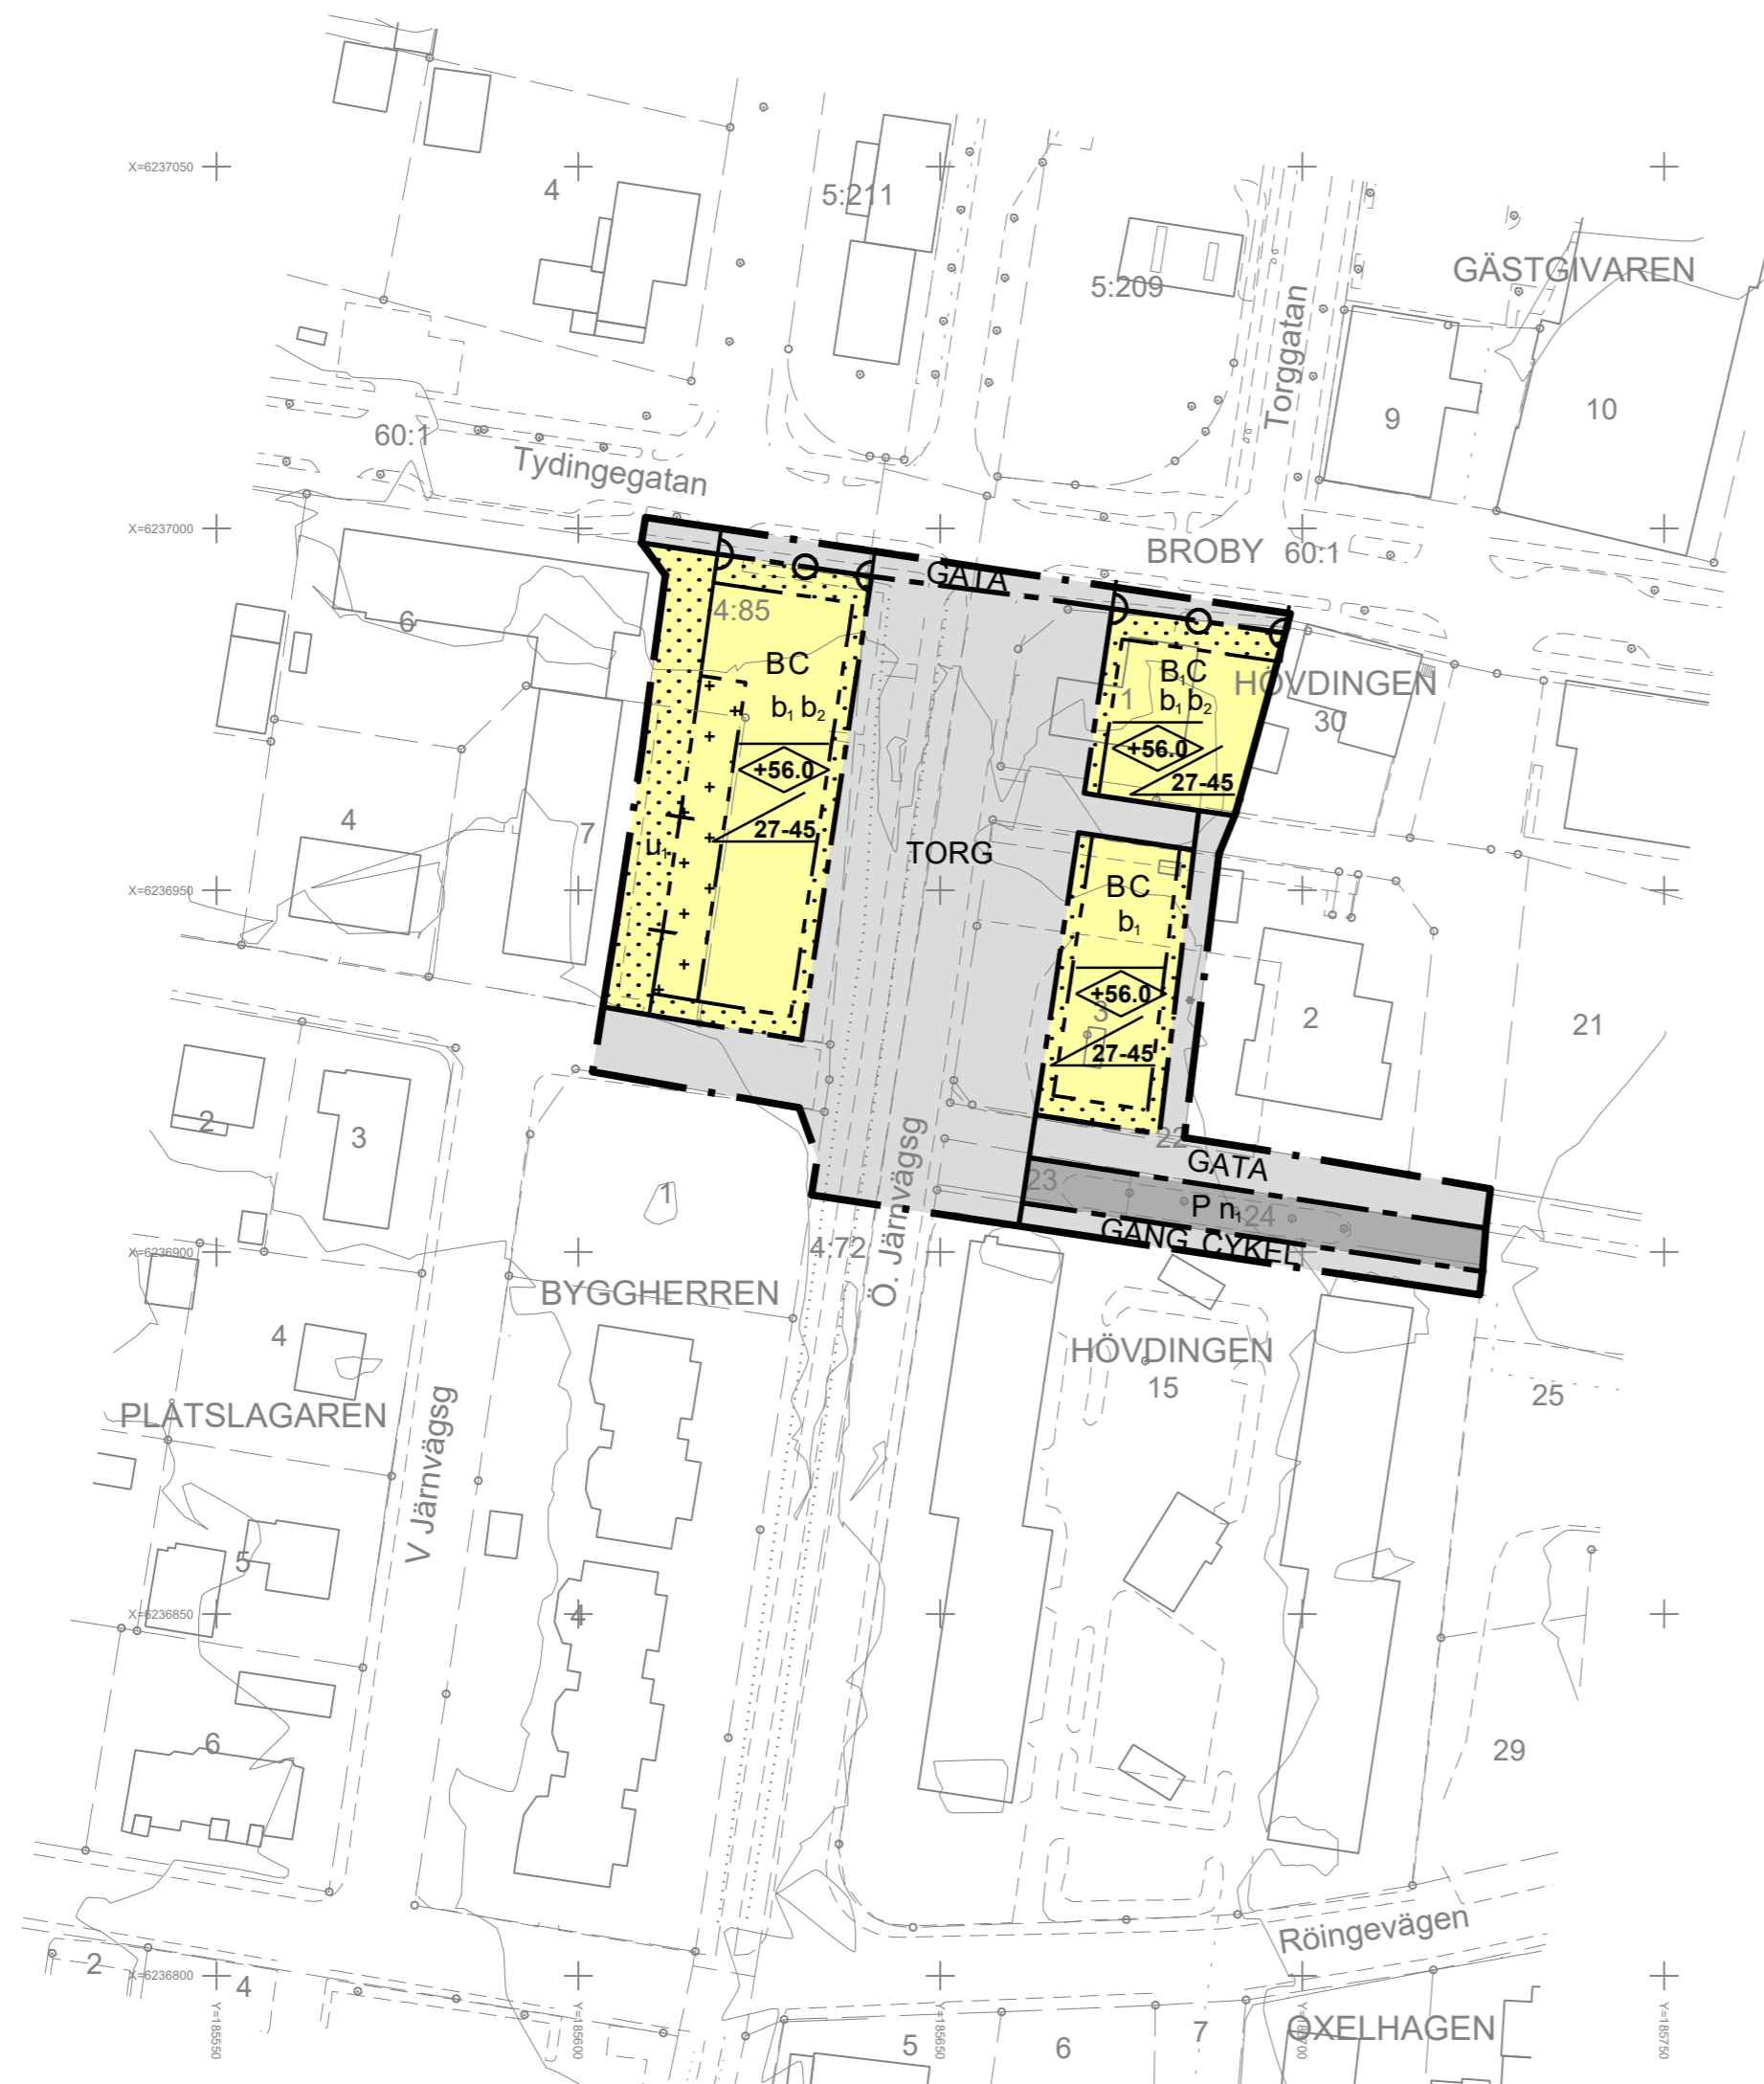 X=6237050
4
5:211
5:209
GÄSTGIVAREN
Torggatan
9
10
60:1
Tydingegatan
X=6237000
BROBY 60:1
GATA
6
4:85
BC
b₁ b₂
+56.0
27-45
1
B₁C
b₁ b₂
+56.0
27-45
HÖVDINGEN
30
4
7
u₁
TORG
X=6236950
BC
b₁
+56.0
3
27-45
2
21
2
3
1
22
GATA
23
P n₁
24
GANG CYKEL
X=6236900
4:72
Ö. Järnvägsg
BYGGHERREN
4
HÖVDINGEN
15
25
PLÅTSLAGAREN
V Järnvägsg
5
X=6236850
4
6
29
Röingevägen
2
X=6236800
4
Y=185550
Y=185600
Y=185650
Y=185700
Y=185750
5
6
7
OXELHAGEN